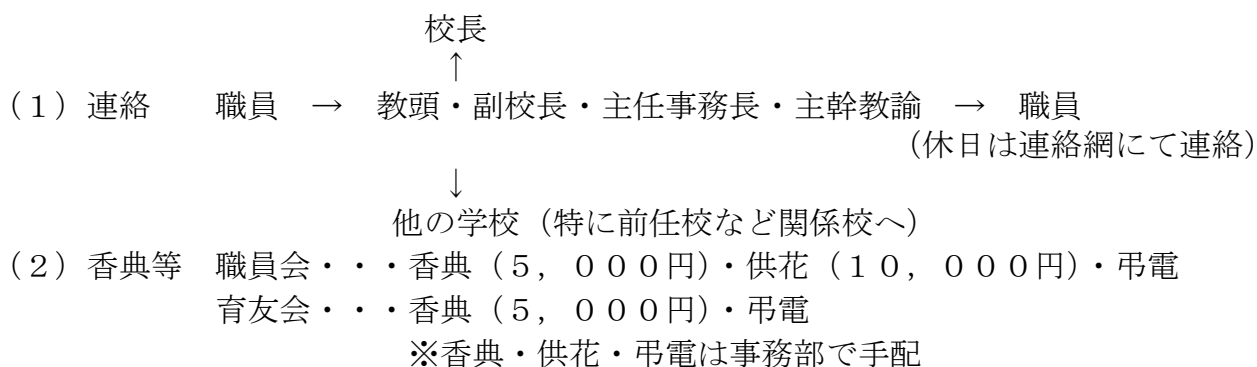 校長
↑
（１）連絡　職員　→　教頭・副校長・主任事務長・主幹教諭　→　職員
（休日は連絡網にて連絡）
↓
他の学校（特に前任校など関係校へ）
（２）香典等　職員会・・・香典（５，０００円）・供花（１０，０００円）・弔電
育友会・・・香典（５，０００円）・弔電
※香典・供花・弔電は事務部で手配